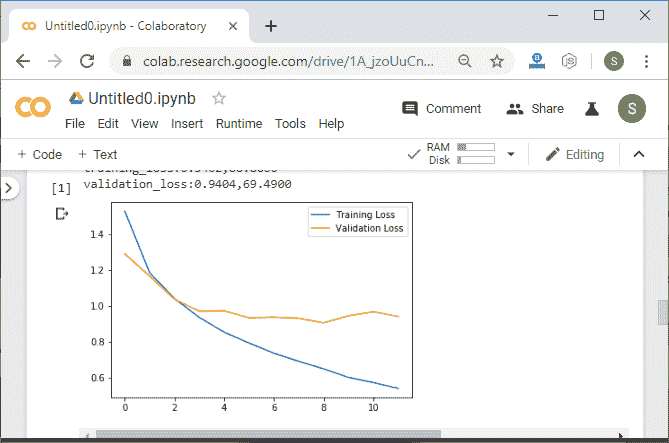 Untitled0.ipynb - Colaboratory
colab.research.google.com/drive/1A_jzoUuCn...
S
Untitled0.ipynb
Comment
Share
S
File Edit View Insert Runtime Tools Help
+ Code + Text
RAM
Disk
Editing
[1]
validation_loss:0.9404,69.4900
Training Loss
Validation Loss
1.4
1.2
1.0
0.8
0.6
0 2 4 6 8 10